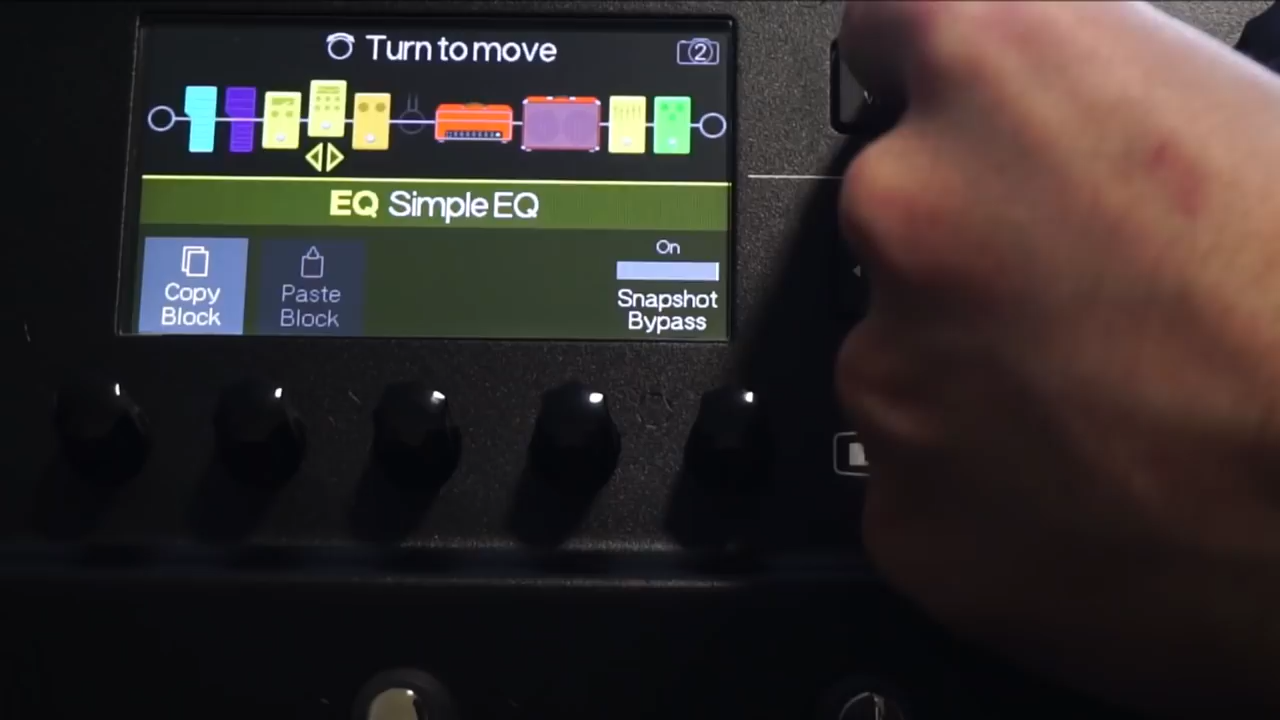 Turn to move
2
EQ Simple EQ
On
Copy
Block
Paste
Block
Snapshot
Bypass